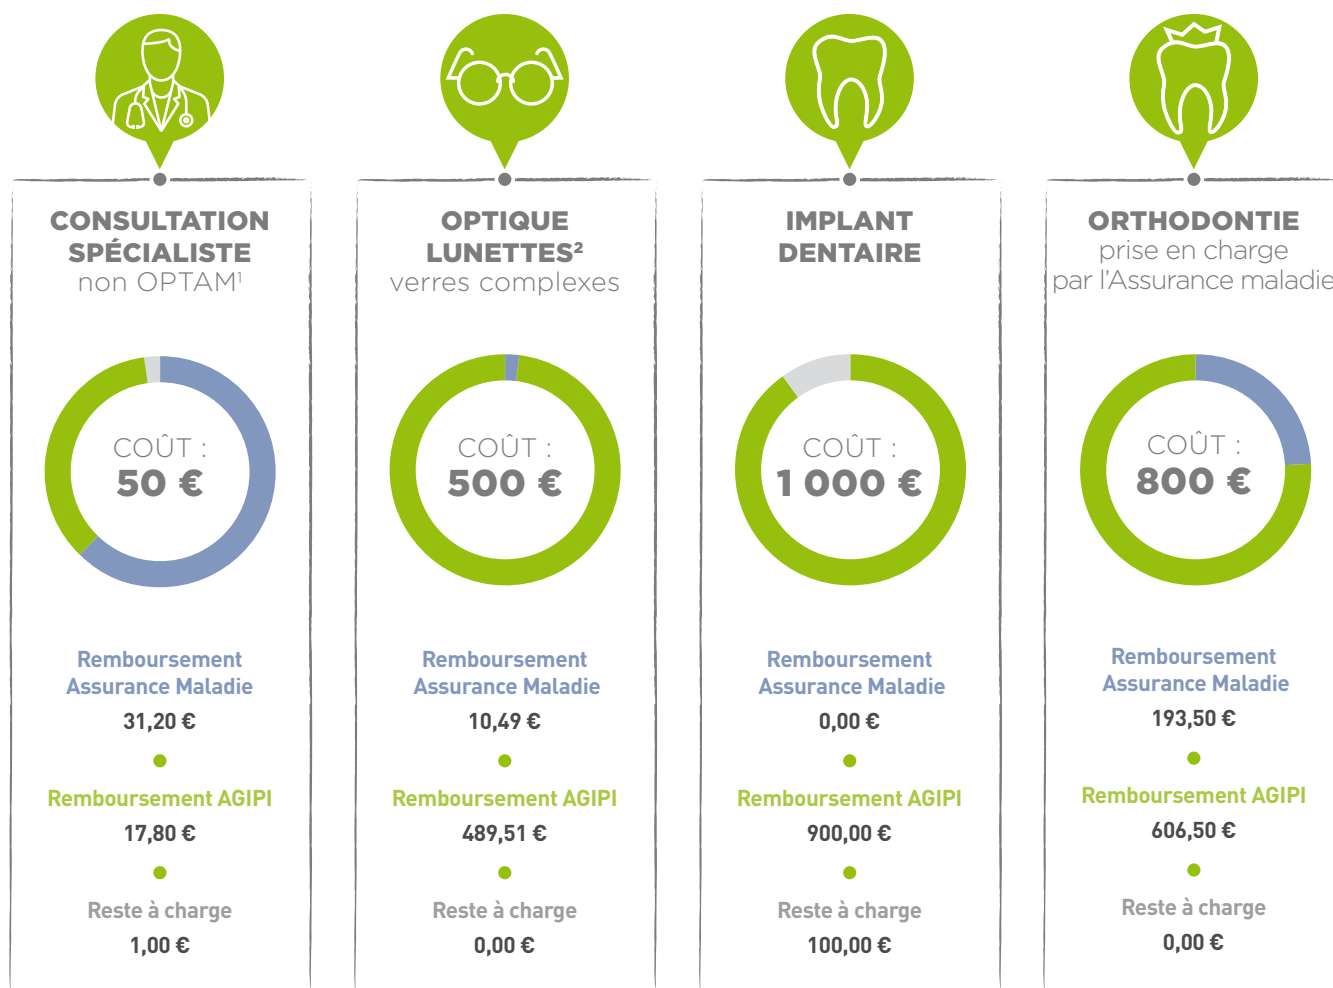 CONSULTATION
SPÉCIALISTE
non OPTAM¹
COÛT :
50 €
Remboursement
Assurance Maladie
31,20 €
Remboursement AGIPI
17,80 €
Reste à charge
1,00 €
OPTIQUE
LUNETTES²
verres complexes
COÛT :
500 €
Remboursement
Assurance Maladie
10,49 €
Remboursement AGIPI
489,51 €
Reste à charge
0,00 €
IMPLANT
DENTAIRE
COÛT :
1 000 €
Remboursement
Assurance Maladie
0,00 €
Remboursement AGIPI
900,00 €
Reste à charge
100,00 €
ORTHODONTIE
prise en charge
par l'Assurance maladie
COÛT :
800 €
Remboursement
Assurance Maladie
193,50 €
Remboursement AGIPI
606,50 €
Reste à charge
0,00 €